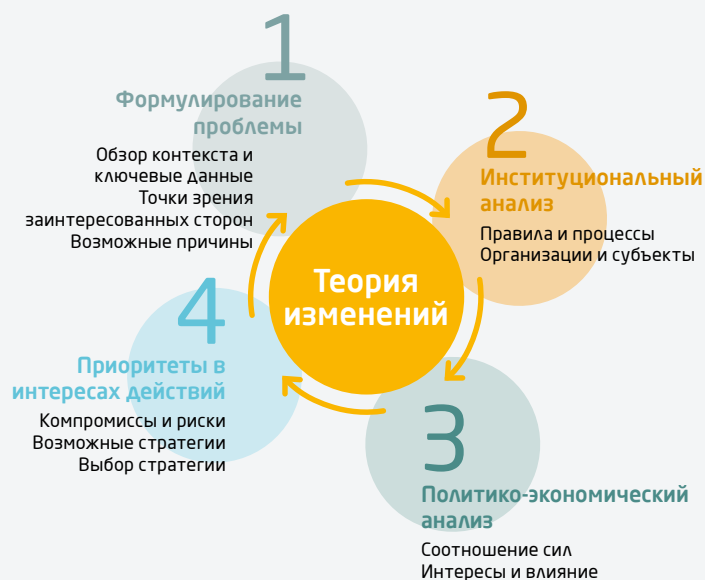 1
Формулирование
проблемы
Обзор контекста и
ключевые данные
Точки зрения
заинтересованных сторон
Возможные причины
2
Институциональный
анализ
Правила и процессы
Организации и субъекты
Теория
изменений
3
Политико-экономический
анализ
Соотношение сил
Интересы и влияние
4
Приоритеты в
интересах действий
Компромиссы и риски
Возможные стратегии
Выбор стратегии